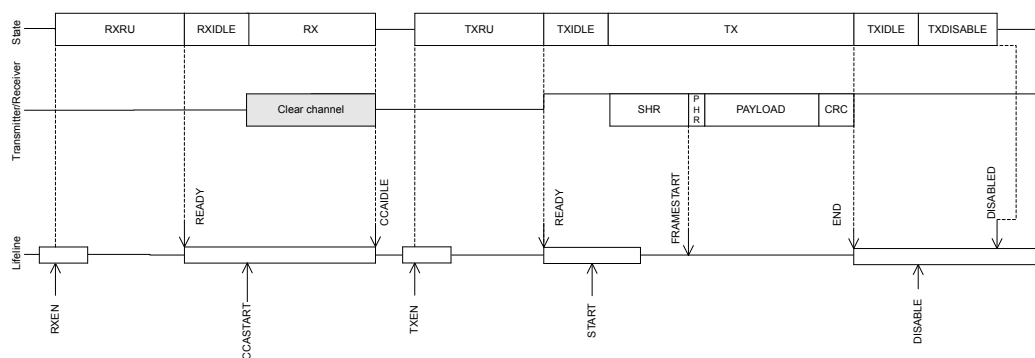 State
RXRU
RXIDLE
RX
TXRU
TXIDLE
TX
TXIDLE
TXDISABLE
Transmitter/Receiver
Clear channel
SHR
PHR
PAYLOAD
CRC
READY
CCAIDLE
READY
FRAMESTART
END
DISABLED
Lifeline
RXEN
CCASTART
TXEN
START
DISABLE